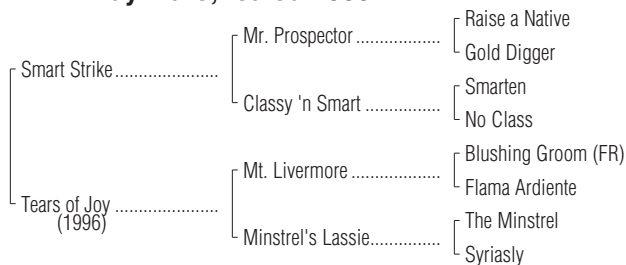 Raise a Native
Mr. Prospector
Gold Digger
Smart Strike
Smarten
Classy 'n Smart
No Class
Blushing Groom (FR)
Mt. Livermore
Flama Ardiente
Tears of Joy
(1996)
The Minstrel
Minstrel's Lassie
Syriasly